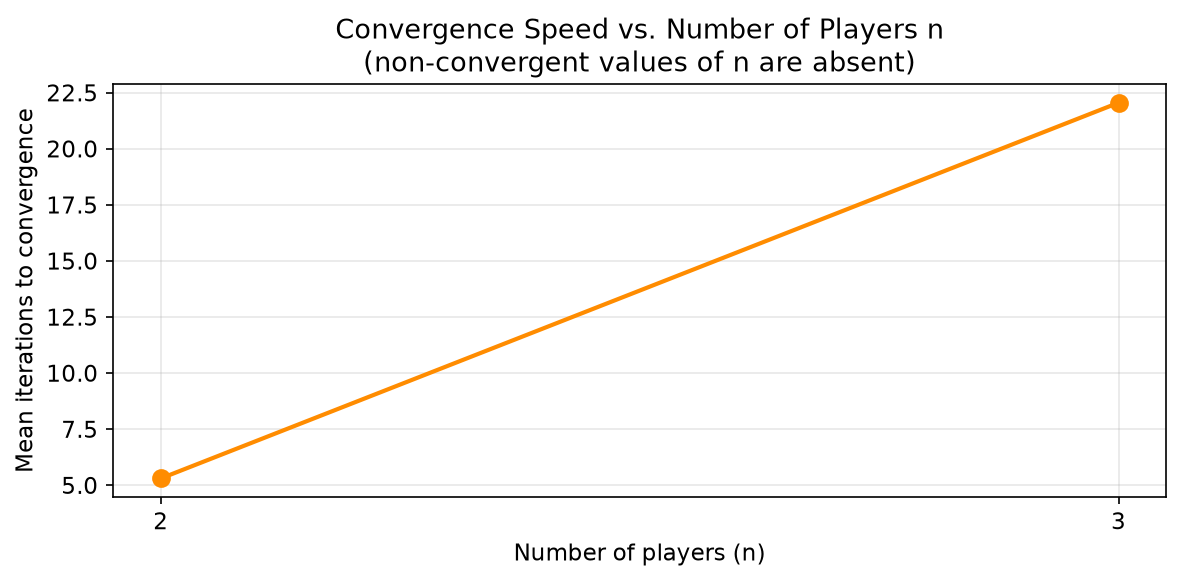 Convergence Speed vs. Number of Players n
(non-convergent values of n are absent)
Mean iterations to convergence
22.5
20.0
17.5
15.0
12.5
10.0
7.5
5.0
2
3
Number of players (n)